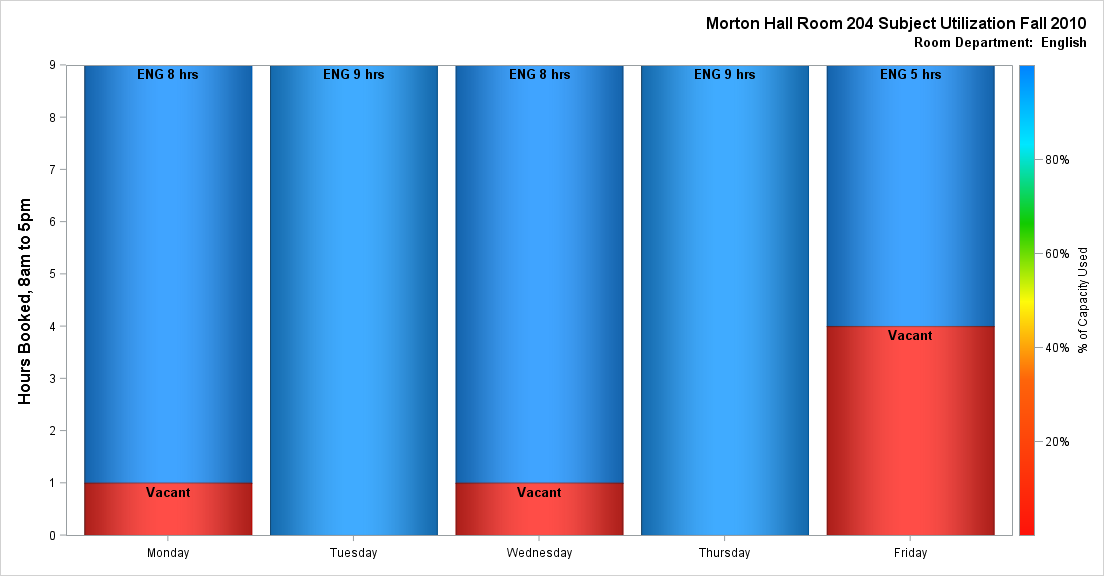 Morton Hall Room 204 Subject Utilization Fall 2010
Room Department:  English
Hours Booked, 8am to 5pm
9
8
7
6
5
4
3
2
1
0
ENG 8 hrs
ENG 9 hrs
ENG 8 hrs
ENG 9 hrs
ENG 5 hrs
Vacant
Vacant
Vacant
Monday
Tuesday
Wednesday
Thursday
Friday
80%
60%
40%
20%
% of Capacity Used